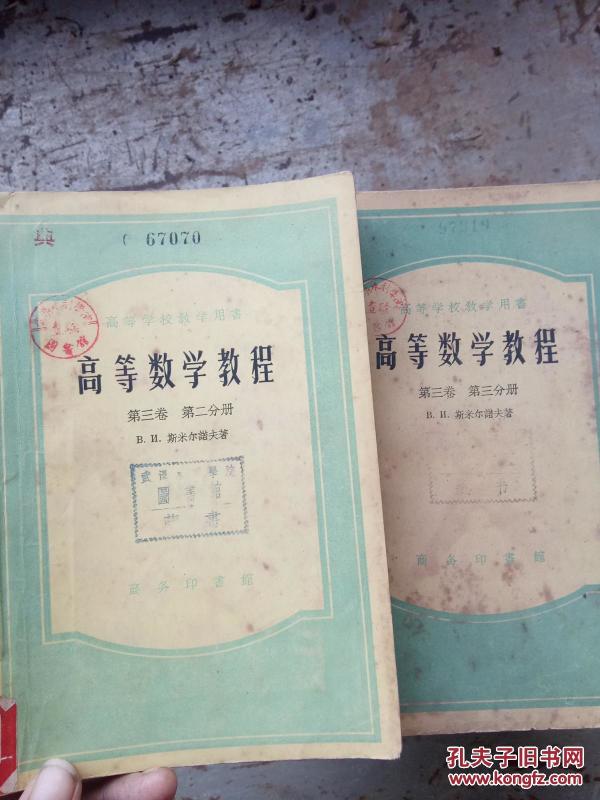 典
67070
高等学校教学用書
高等数学教程
第三卷 第二分册
В. И. 斯米尔諾夫著
圖書館
藏書
商务印書館
高等学校教学用書
高等数学教程
第三卷 第三分册
В. И. 斯米尔諾夫著
商务印書館
孔夫子旧书网
www.kongfz.com